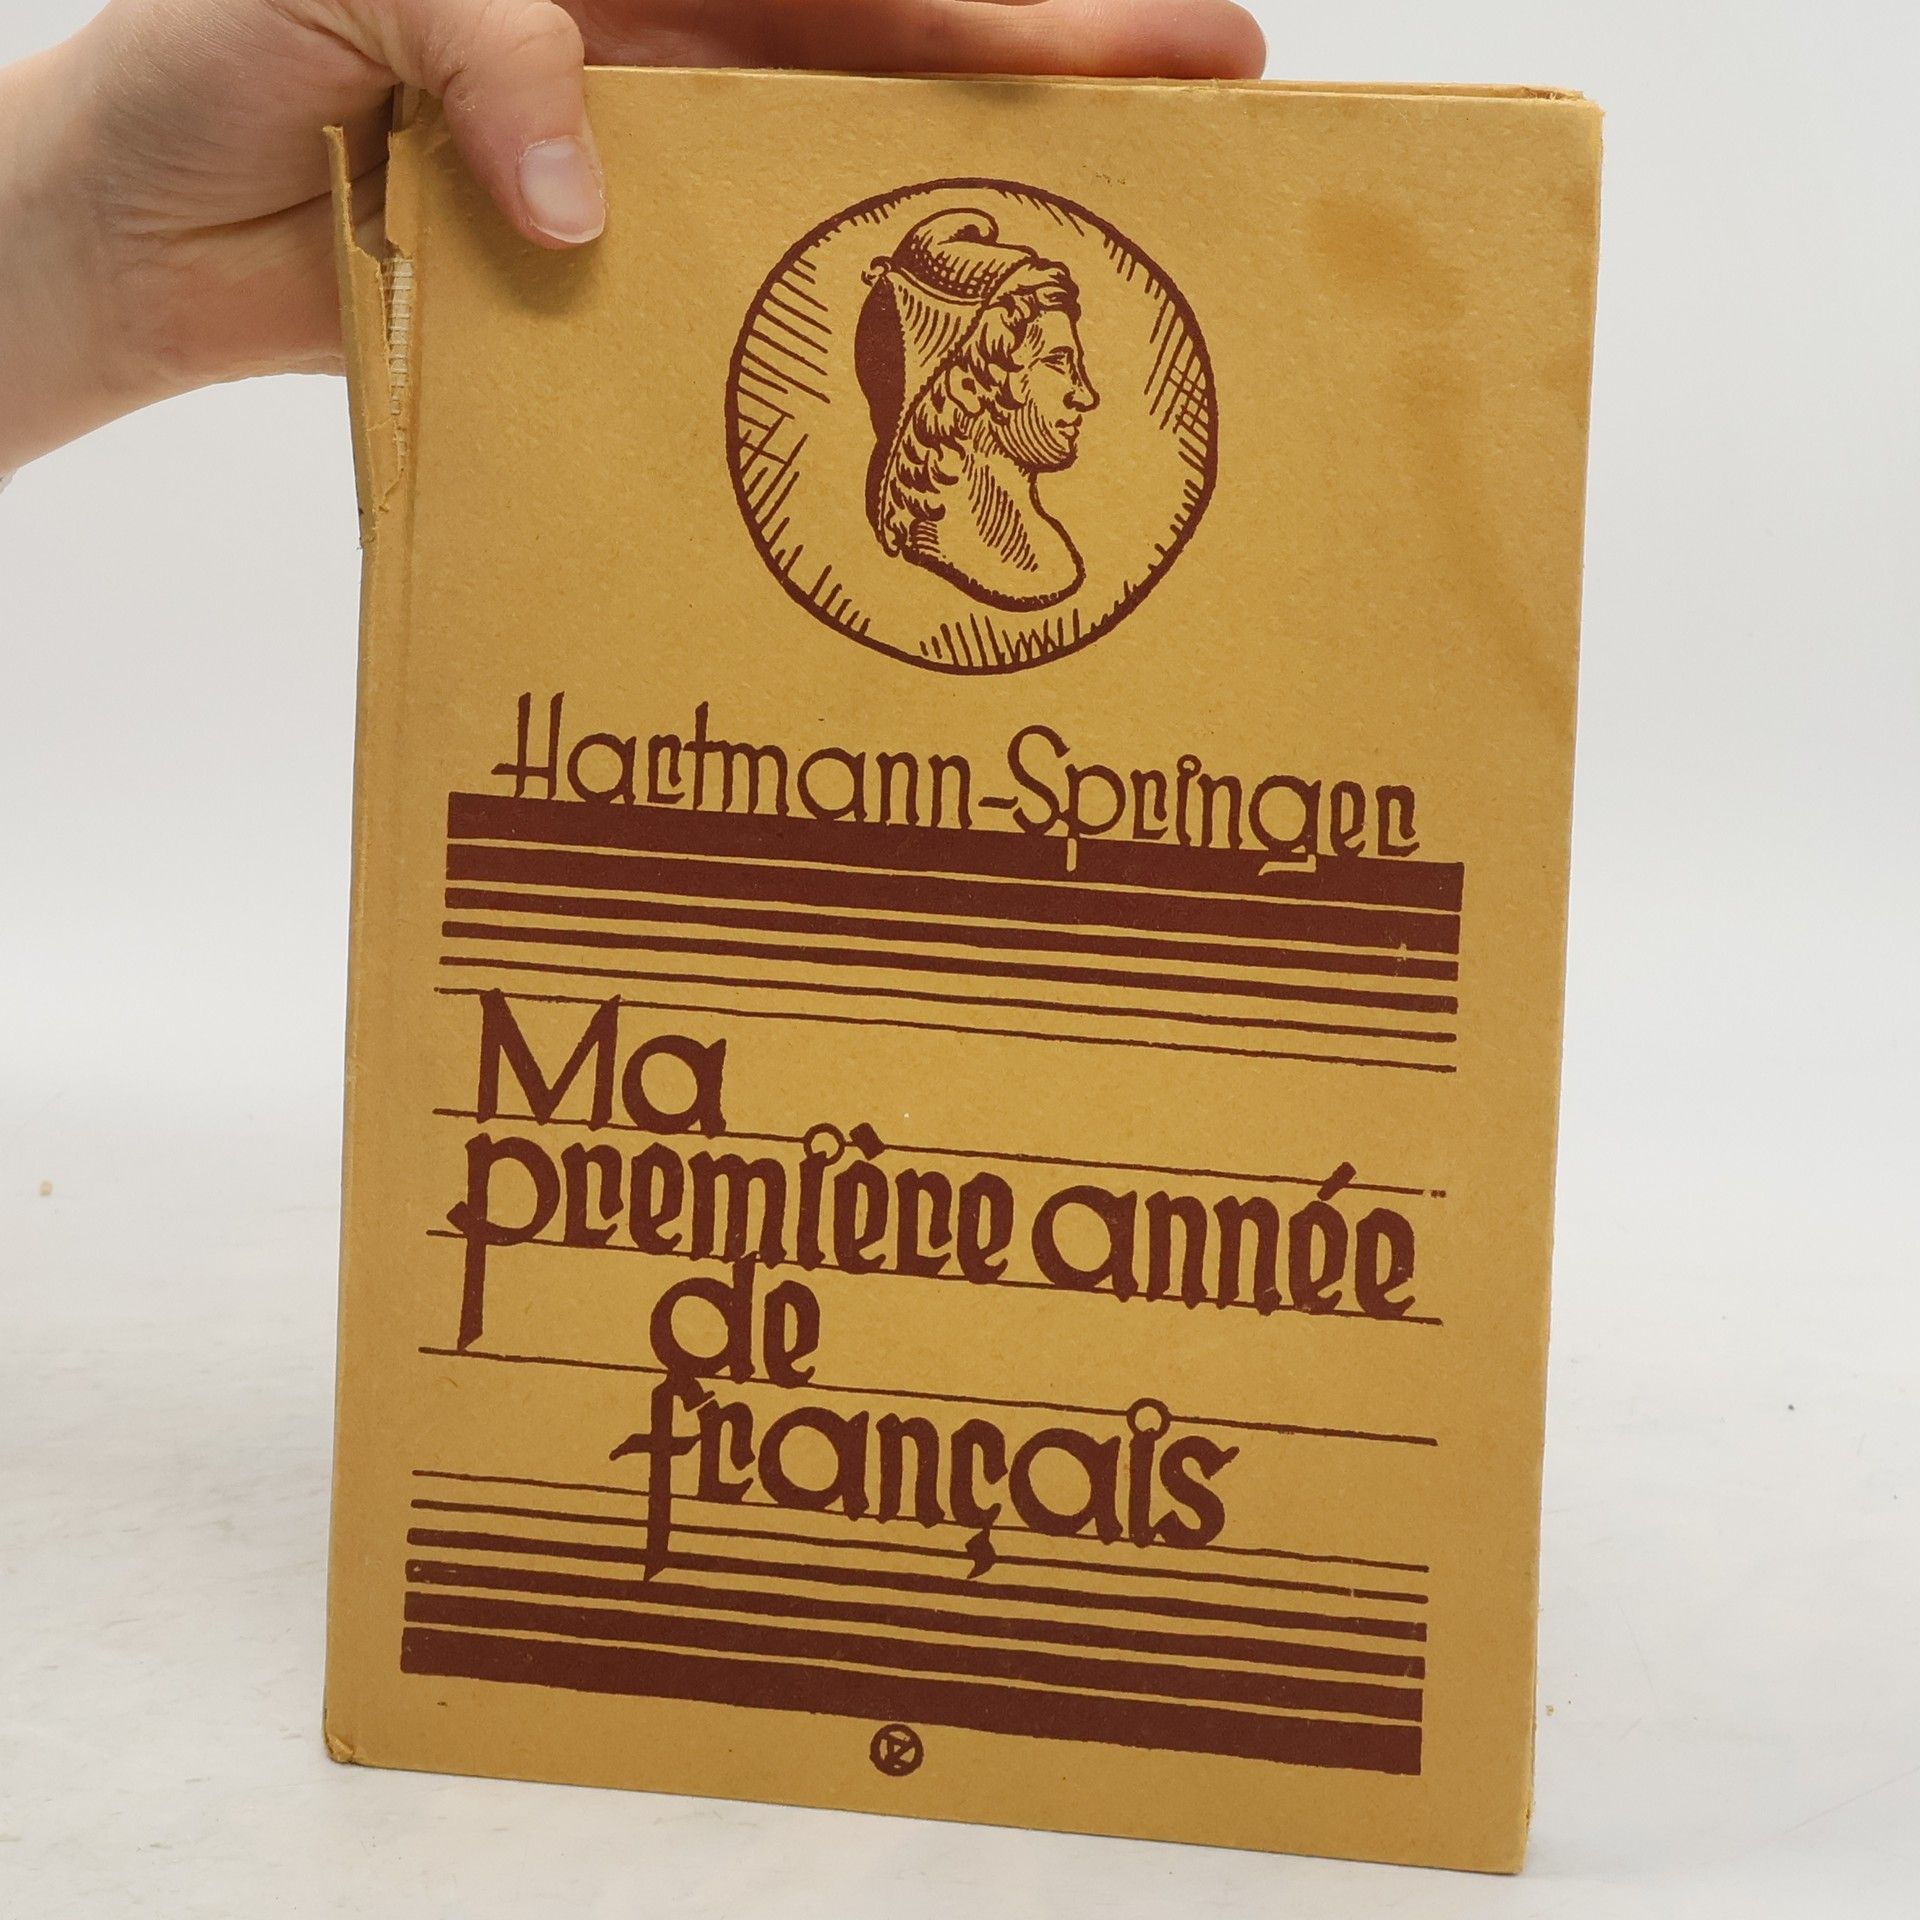 Hartmann-Springer
Ma
première année
de
français